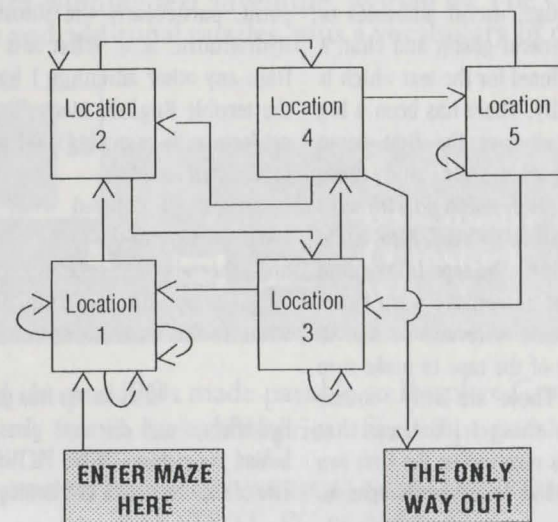 Location
2
Location
4
Location
5
Location
1
Location
3
ENTER MAZE
HERE
THE ONLY
WAY OUT!